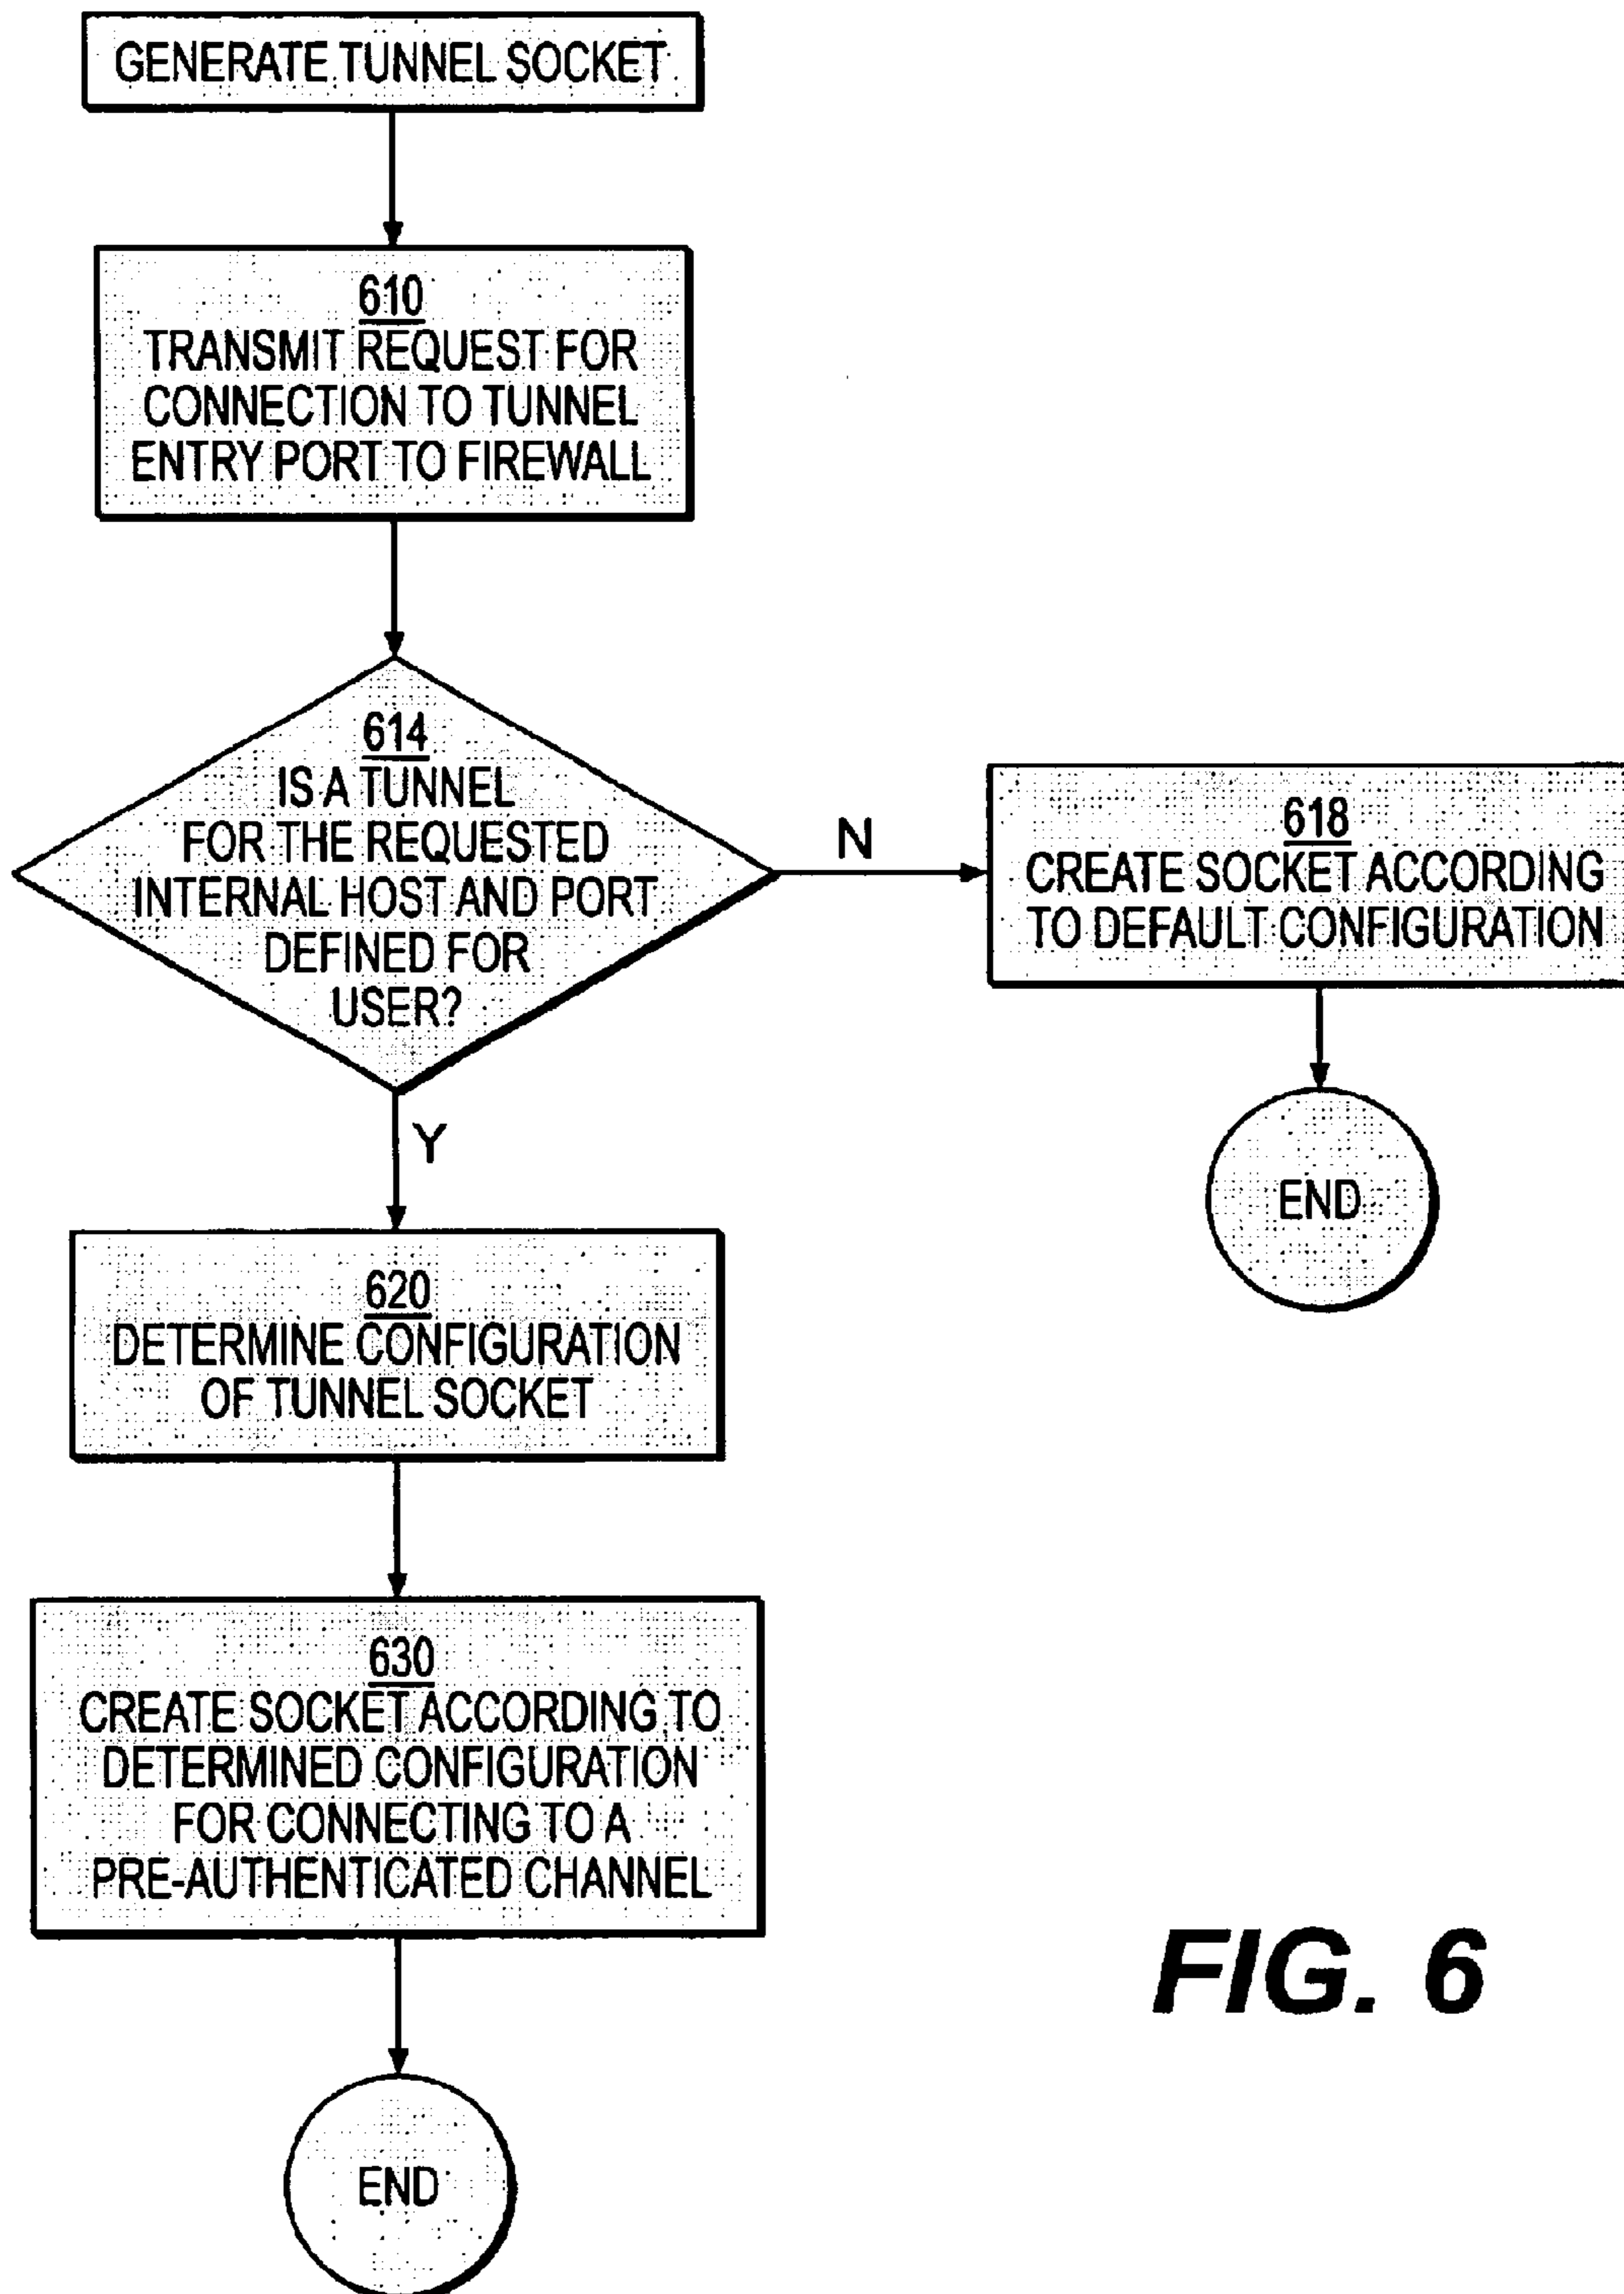 GENERATE TUNNEL SOCKET
610
TRANSMIT REQUEST FOR
CONNECTION TO TUNNEL
ENTRY PORT TO FIREWALL
614
IS A TUNNEL
FOR THE REQUESTED
INTERNAL HOST AND PORT
DEFINED FOR
USER?
N
618
CREATE SOCKET ACCORDING
TO DEFAULT CONFIGURATION
END
Y
620
DETERMINE CONFIGURATION
OF TUNNEL SOCKET
630
CREATE SOCKET ACCORDING TO
DETERMINED CONFIGURATION
FOR CONNECTING TO A
PRE-AUTHENTICATED CHANNEL
END
FIG. 6